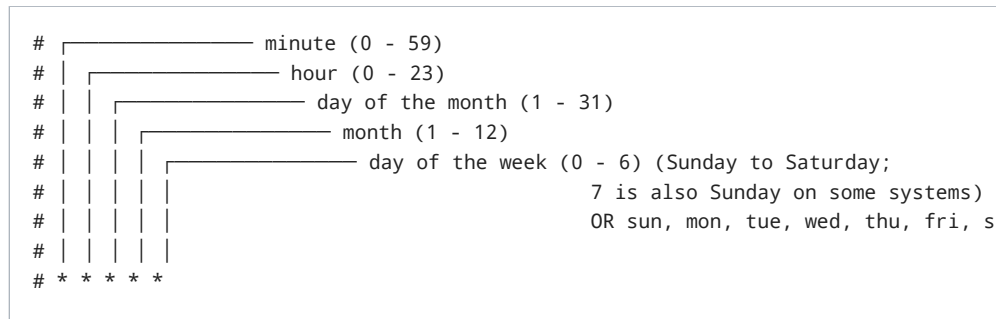 # ┌───────────── minute (0 - 59)
# │ ┌───────────── hour (0 - 23)
# │ │ ┌───────────── day of the month (1 - 31)
# │ │ │ ┌───────────── month (1 - 12)
# │ │ │ │ ┌───────────── day of the week (0 - 6) (Sunday to Saturday;
# │ │ │ │ │ 7 is also Sunday on some systems)
# │ │ │ │ │ OR sun, mon, tue, wed, thu, fri, s
# │ │ │ │ │
# * * * * *